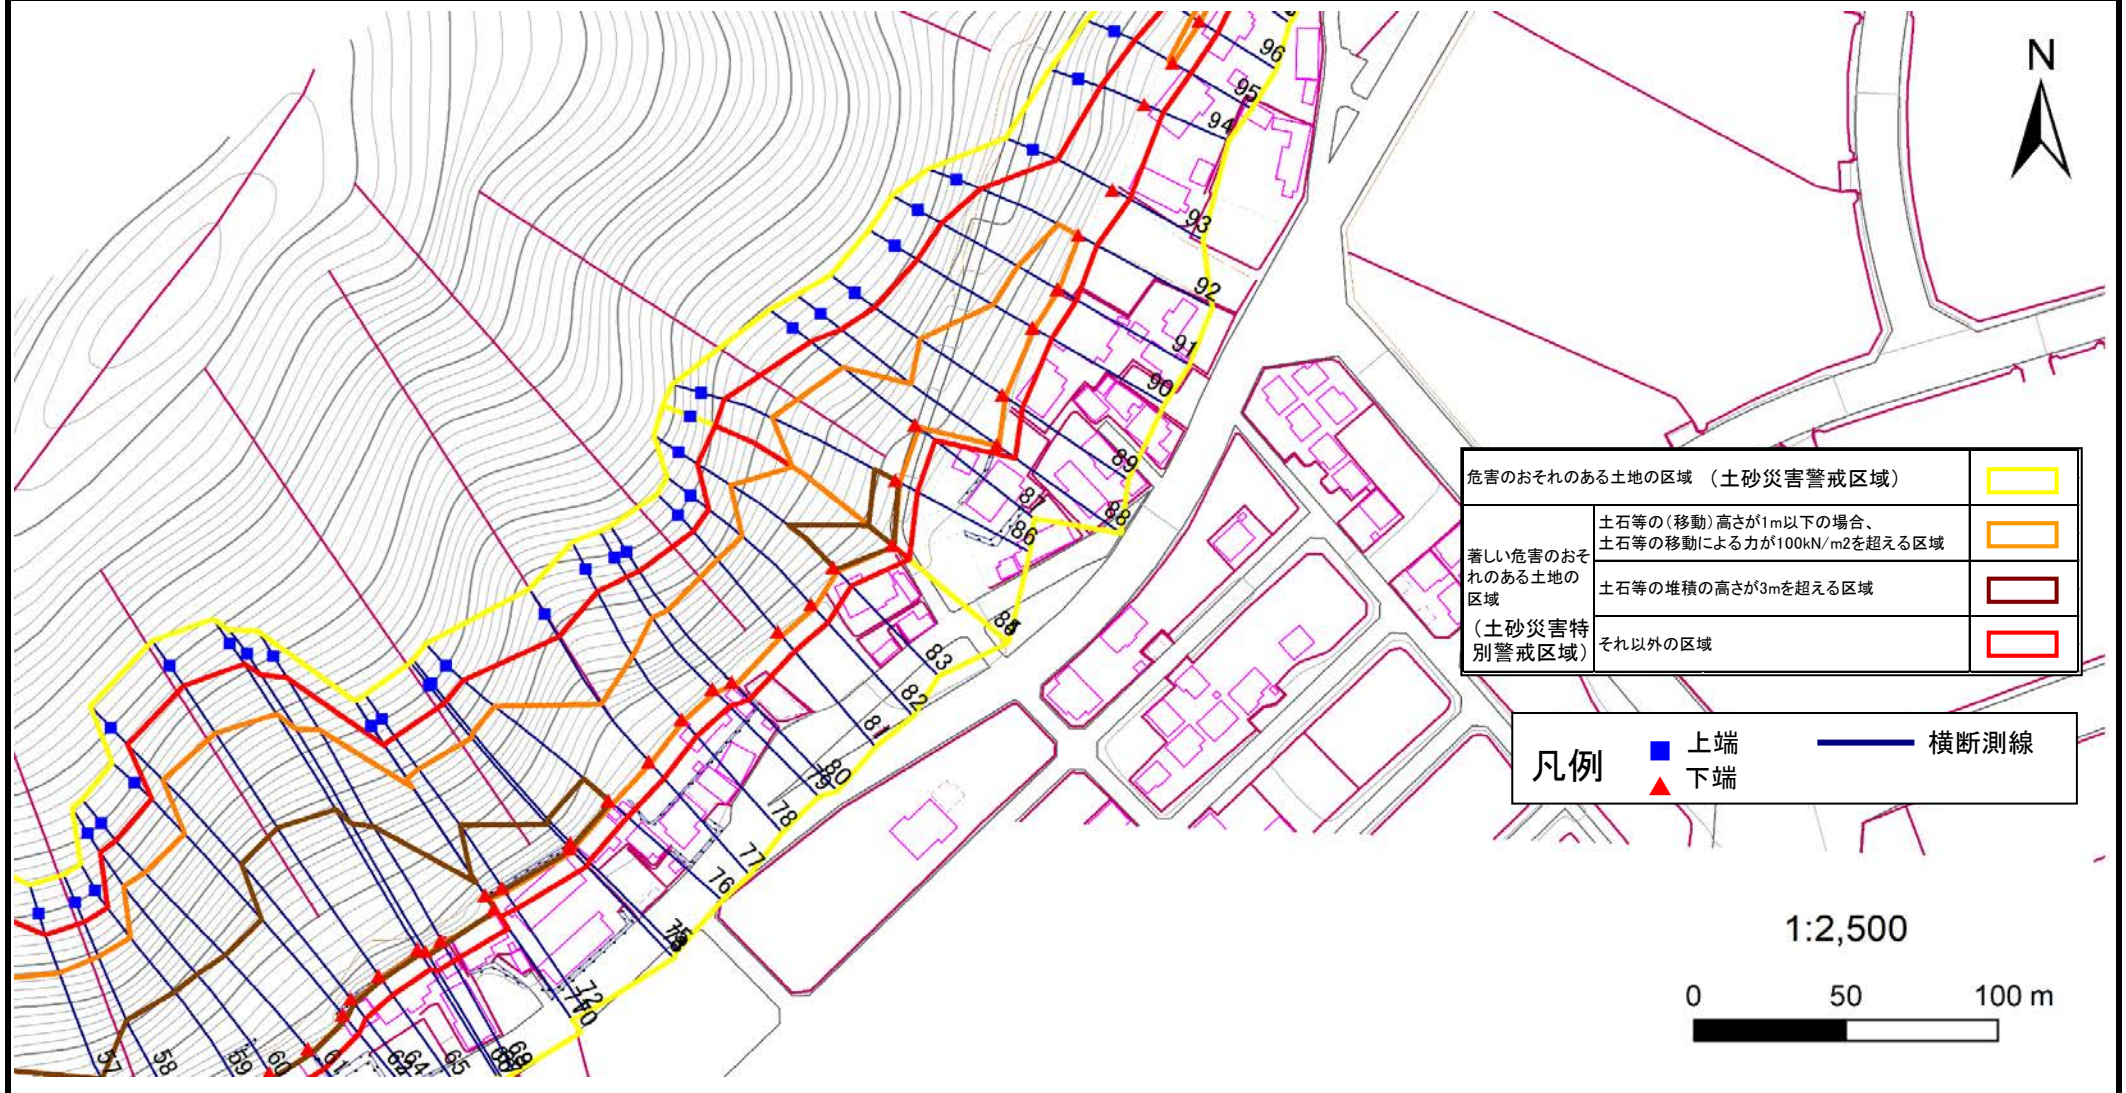 N
96
95
94
93
92
91
90
89
88
87
86
83
82
81
80
79
78
77
76
75
72
70
57
58
59
60
61
64
65
69
危害のおそれのある土地の区域 （土砂災害警戒区域）
著しい危害のおそれのある土地の区域
（土砂災害特別警戒区域）
土石等の（移動）高さが1m以下の場合、
土石等の移動による力が100kN/m2を超える区域
土石等の堆積の高さが3mを超える区域
それ以外の区域
凡例
上端
下端
横断測線
1:2,500
0 50 100 m